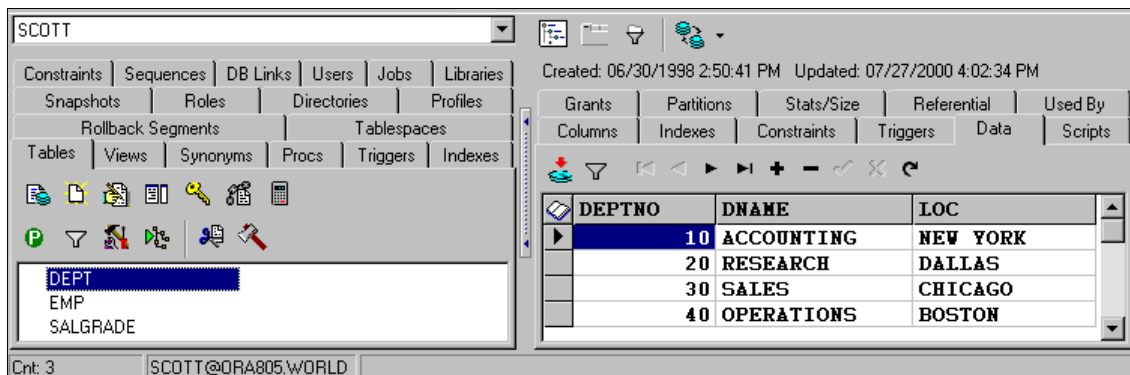 SCOTT
Constraints Sequences DB Links Users Jobs Libraries
Snapshots Roles Directories Profiles
Rollback Segments Tablespaces
Tables Views Synonyms Procs Triggers Indexes
P
DEPT
EMP
SALGRADE
Created: 06/30/1998 2:50:41 PM Updated: 07/27/2000 4:02:34 PM
Grants Partitions Stats/Size Referential Used By
Columns Indexes Constraints Triggers Data Scripts
DEPTNO DNAME LOC
10 ACCOUNTING NEW YORK
20 RESEARCH DALLAS
30 SALES CHICAGO
40 OPERATIONS BOSTON
Cnt: 3 SCOTT@ORA805.WORLD